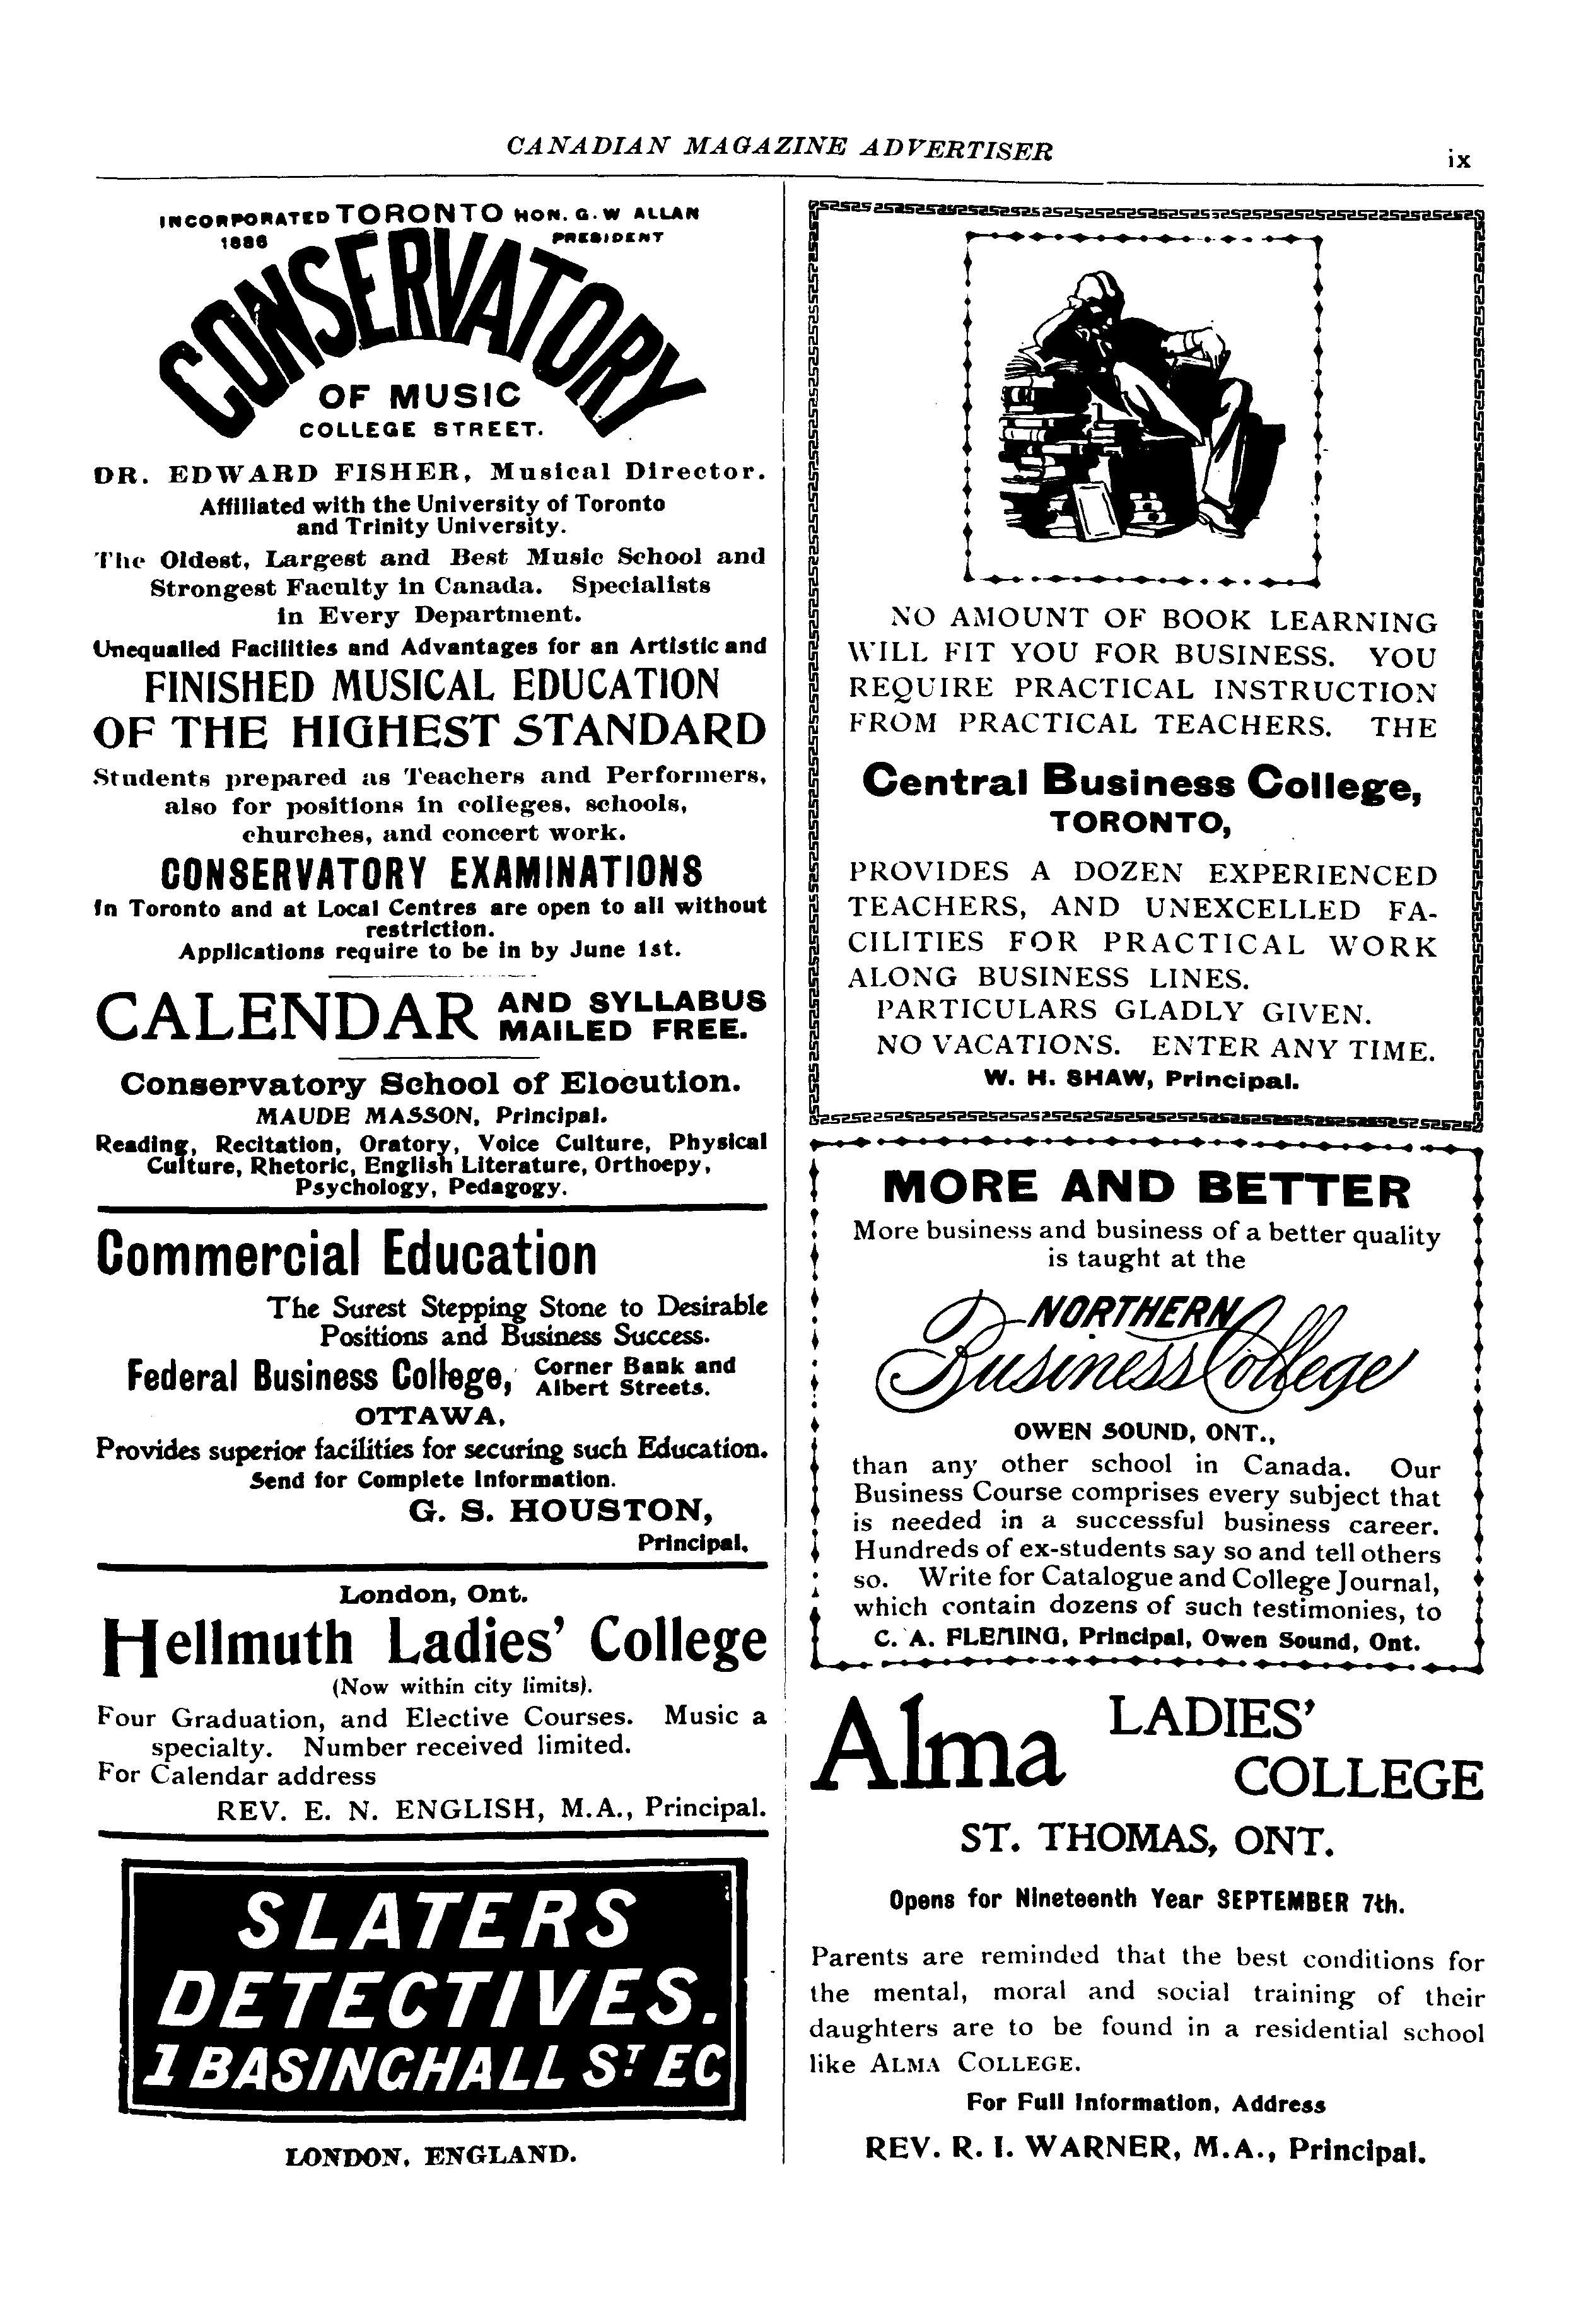 CANADIAN MAGAZINE ADVERTISER
ix
INCORPORATED TORONTO HON. G. W ALLAN
1886 PRESIDENT
CONSERVATORY
OF MUSIC
COLLEGE STREET.
DR. EDWARD FISHER, Musical Director.
Affiliated with the University of Toronto
and Trinity University.
The Oldest, Largest and Best Music School and
Strongest Faculty in Canada. Specialists
in Every Department.
Unequalled Facilities and Advantages for an Artistic and
FINISHED MUSICAL EDUCATION
OF THE HIGHEST STANDARD
Students prepared as Teachers and Performers,
also for positions in colleges, schools,
churches, and concert work.
CONSERVATORY EXAMINATIONS
In Toronto and at Local Centres are open to all without
restriction.
Applications require to be in by June 1st.
CALENDAR AND SYLLABUS
MAILED FREE.
Conservatory School of Elocution.
MAUDE MASSON, Principal.
Reading, Recitation, Oratory, Voice Culture, Physical
Culture, Rhetoric, English Literature, Orthoepy,
Psychology, Pedagogy.
Commercial Education
The Surest Stepping Stone to Desirable
Positions and Business Success.
Federal Business College, Corner Bank and
Albert Streets.
OTTAWA,
Provides superior facilities for securing such Education.
Send for Complete Information.
G. S. HOUSTON,
Principal.
London, Ont.
Hellmuth Ladies' College
(Now within city limits).
Four Graduation, and Elective Courses. Music a
specialty. Number received limited.
For Calendar address
REV. E. N. ENGLISH, M.A., Principal.
SLATERS
DETECTIVES.
1 BASINGHALL ST EC
LONDON, ENGLAND.
NO AMOUNT OF BOOK LEARNING
WILL FIT YOU FOR BUSINESS. YOU
REQUIRE PRACTICAL INSTRUCTION
FROM PRACTICAL TEACHERS. THE
Central Business College,
TORONTO,
PROVIDES A DOZEN EXPERIENCED
TEACHERS, AND UNEXCELLED FA-
CILITIES FOR PRACTICAL WORK
ALONG BUSINESS LINES.
PARTICULARS GLADLY GIVEN.
NO VACATIONS. ENTER ANY TIME.
W. H. SHAW, Principal.
MORE AND BETTER
More business and business of a better quality
is taught at the
NORTHERN
Business College
OWEN SOUND, ONT.,
than any other school in Canada. Our
Business Course comprises every subject that
is needed in a successful business career.
Hundreds of ex-students say so and tell others
so. Write for Catalogue and College Journal,
which contain dozens of such testimonies, to
C. A. FLEMING, Principal, Owen Sound, Ont.
Alma LADIES'
COLLEGE
ST. THOMAS, ONT.
Opens for Nineteenth Year SEPTEMBER 7th.
Parents are reminded that the best conditions for
the mental, moral and social training of their
daughters are to be found in a residential school
like ALMA COLLEGE.
For Full Information, Address
REV. R. I. WARNER, M.A., Principal.